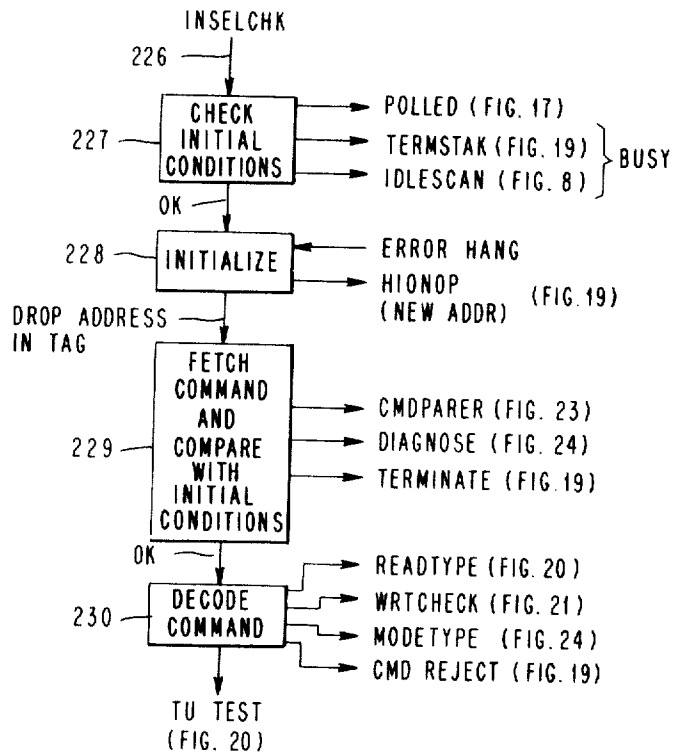 INSELCHK
226
CHECK
INITIAL
CONDITIONS
227
POLLED (FIG. 17)
TERMSTAK (FIG. 19)
IDLESCAN (FIG. 8)
BUSY
OK
228
INITIALIZE
ERROR HANG
HIONOP (FIG. 19)
(NEW ADDR)
DROP ADDRESS
IN TAG
FETCH
COMMAND
AND
COMPARE
WITH
INITIAL
CONDITIONS
229
CMDPARER (FIG. 23)
DIAGNOSE (FIG. 24)
TERMINATE (FIG. 19)
OK
230
DECODE
COMMAND
READTYPE (FIG. 20)
WRTCHECK (FIG. 21)
MODETYPE (FIG. 24)
CMD REJECT (FIG. 19)
TU TEST
(FIG. 20)